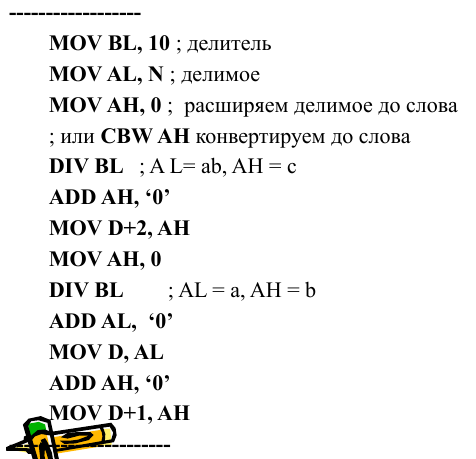 ------------------
MOV BL, 10 ; делитель
MOV AL, N ; делимое
MOV AH, 0 ; расширяем делимое до слова
; или CBW AH конвертируем до слова
DIV BL ; A L= ab, AH = c
ADD AH, ‘0’
MOV D+2, AH
MOV AH, 0
DIV BL ; AL = a, AH = b
ADD AL, ‘0’
MOV D, AL
ADD AH, ‘0’
MOV D+1, AH
----------------------